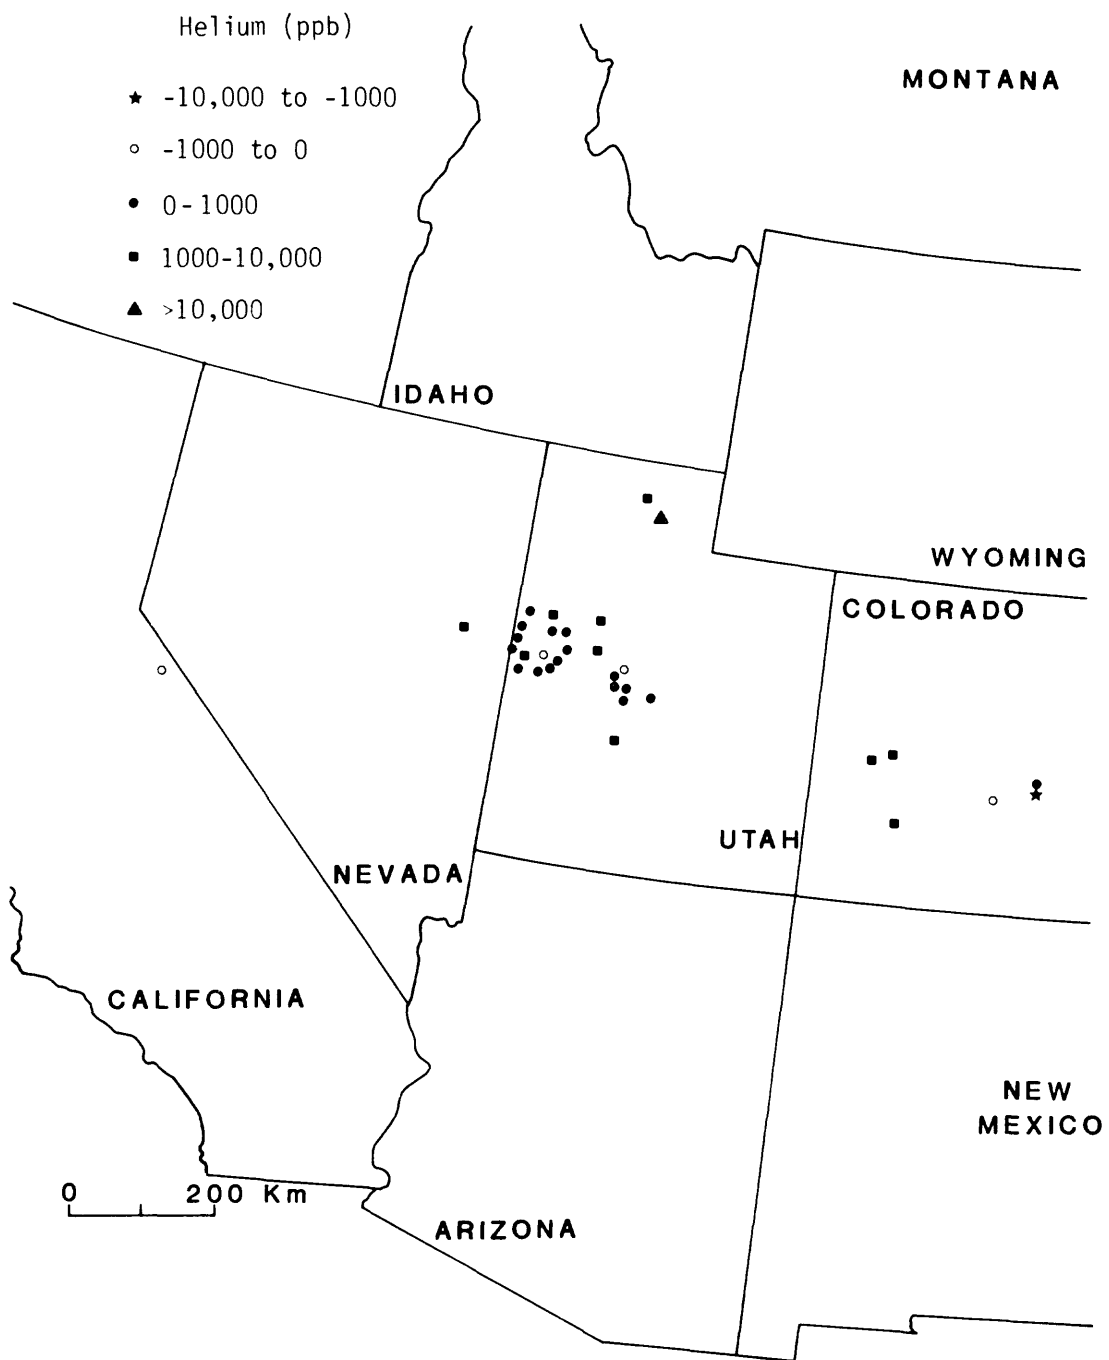 Helium (ppb)
-10,000 to -1000
-1000 to 0
0-1000
1000-10,000
>10,000
MONTANA
IDAHO
WYOMING
COLORADO
UTAH
NEVADA
CALIFORNIA
NEW
MEXICO
0 200 Km
ARIZONA